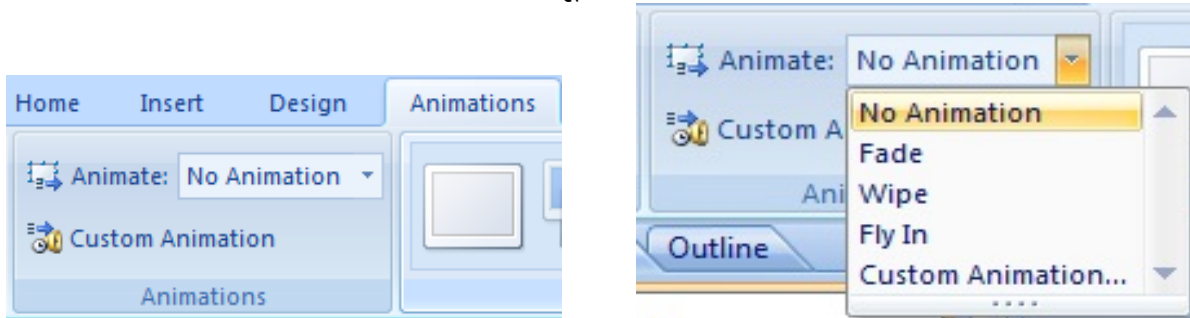 Home Insert Design Animations
Animate: No Animation
Custom Animation
Animations
Animate: No Animation
No Animation
Custom A
Fade
Ani
Wipe
Fly In
Outline
Custom Animation...